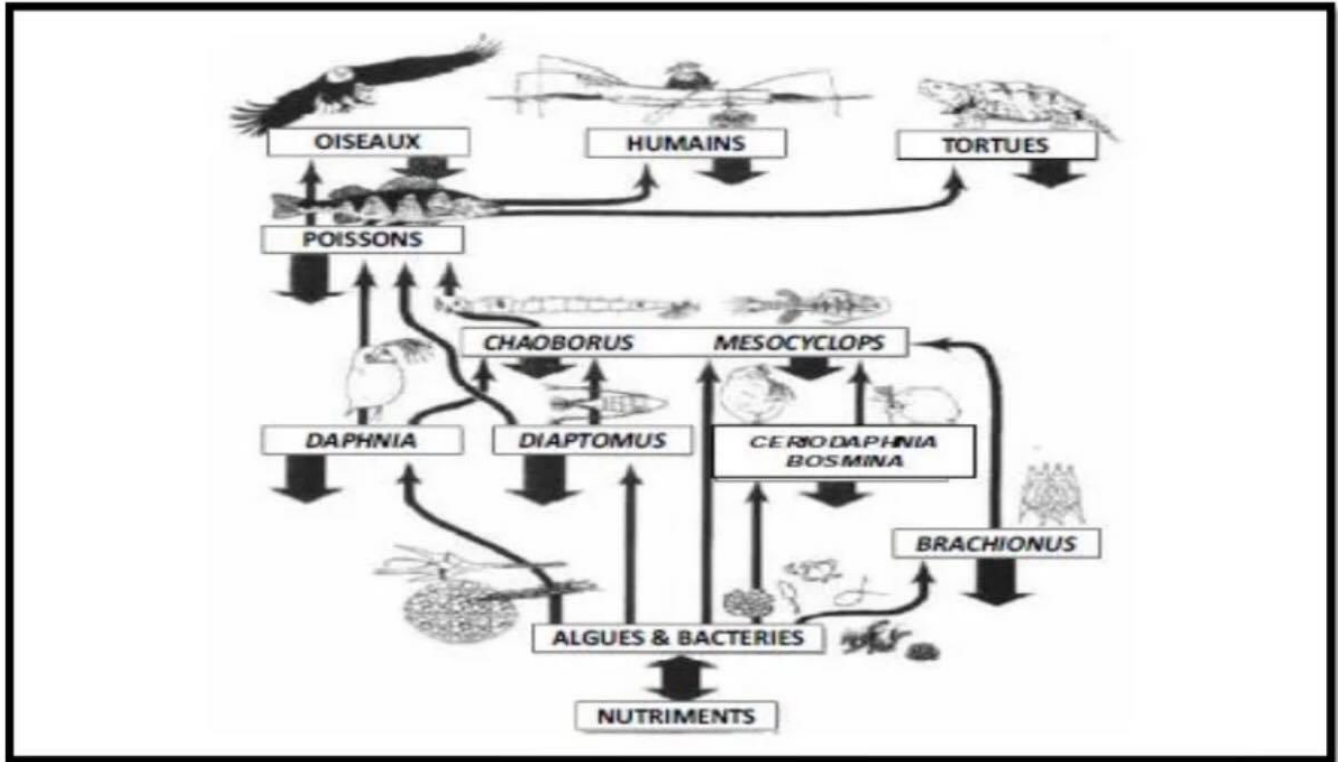 OISEAUX
HUMAINS
TORTUES
POISSONS
CHAOBORUS MESOCYCLOPS
DAPHNIA
DIAPTOMUS
CERIODAPHNIA
BOSMINA
BRACHIONUS
ALGUES & BACTERIES
NUTRIMENTS